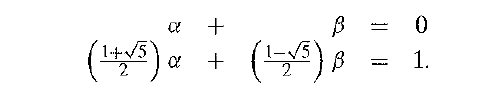 α + β = 0
(1+√5/2) α + (1−√5/2) β = 1.